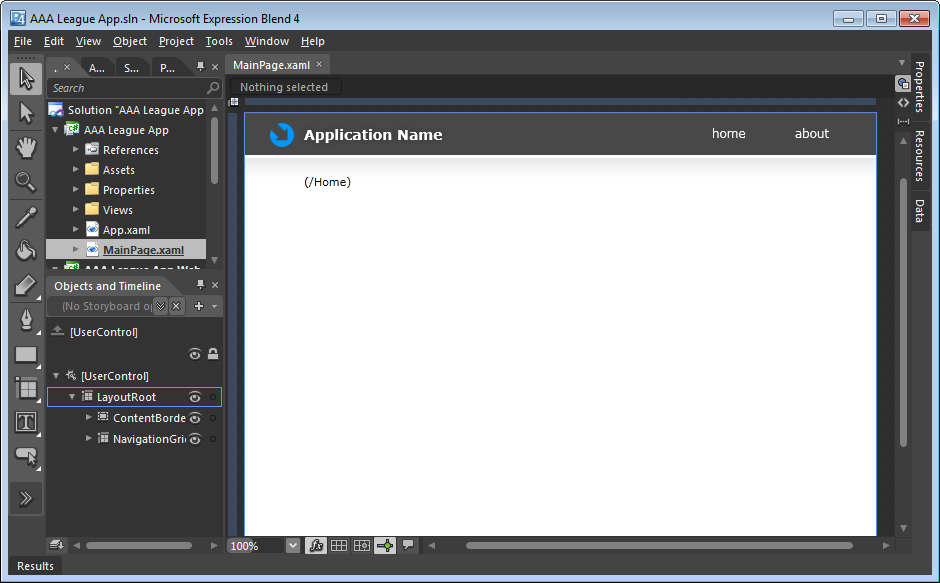 AAA League App.sln - Microsoft Expression Blend 4
File Edit View Object Project Tools Window Help
. A... S... P...
MainPage.xaml
Search
Nothing selected
Solution "AAA League App
AAA League App
References
Assets
Properties
Views
App.xaml
MainPage.xaml
AAA League App Web
Application Name
home
about
(/Home)
Objects and Timeline
(No Storyboard op
[UserControl]
[UserControl]
LayoutRoot
ContentBorde
NavigationGri
100%
Properties
Resources
Data
Results